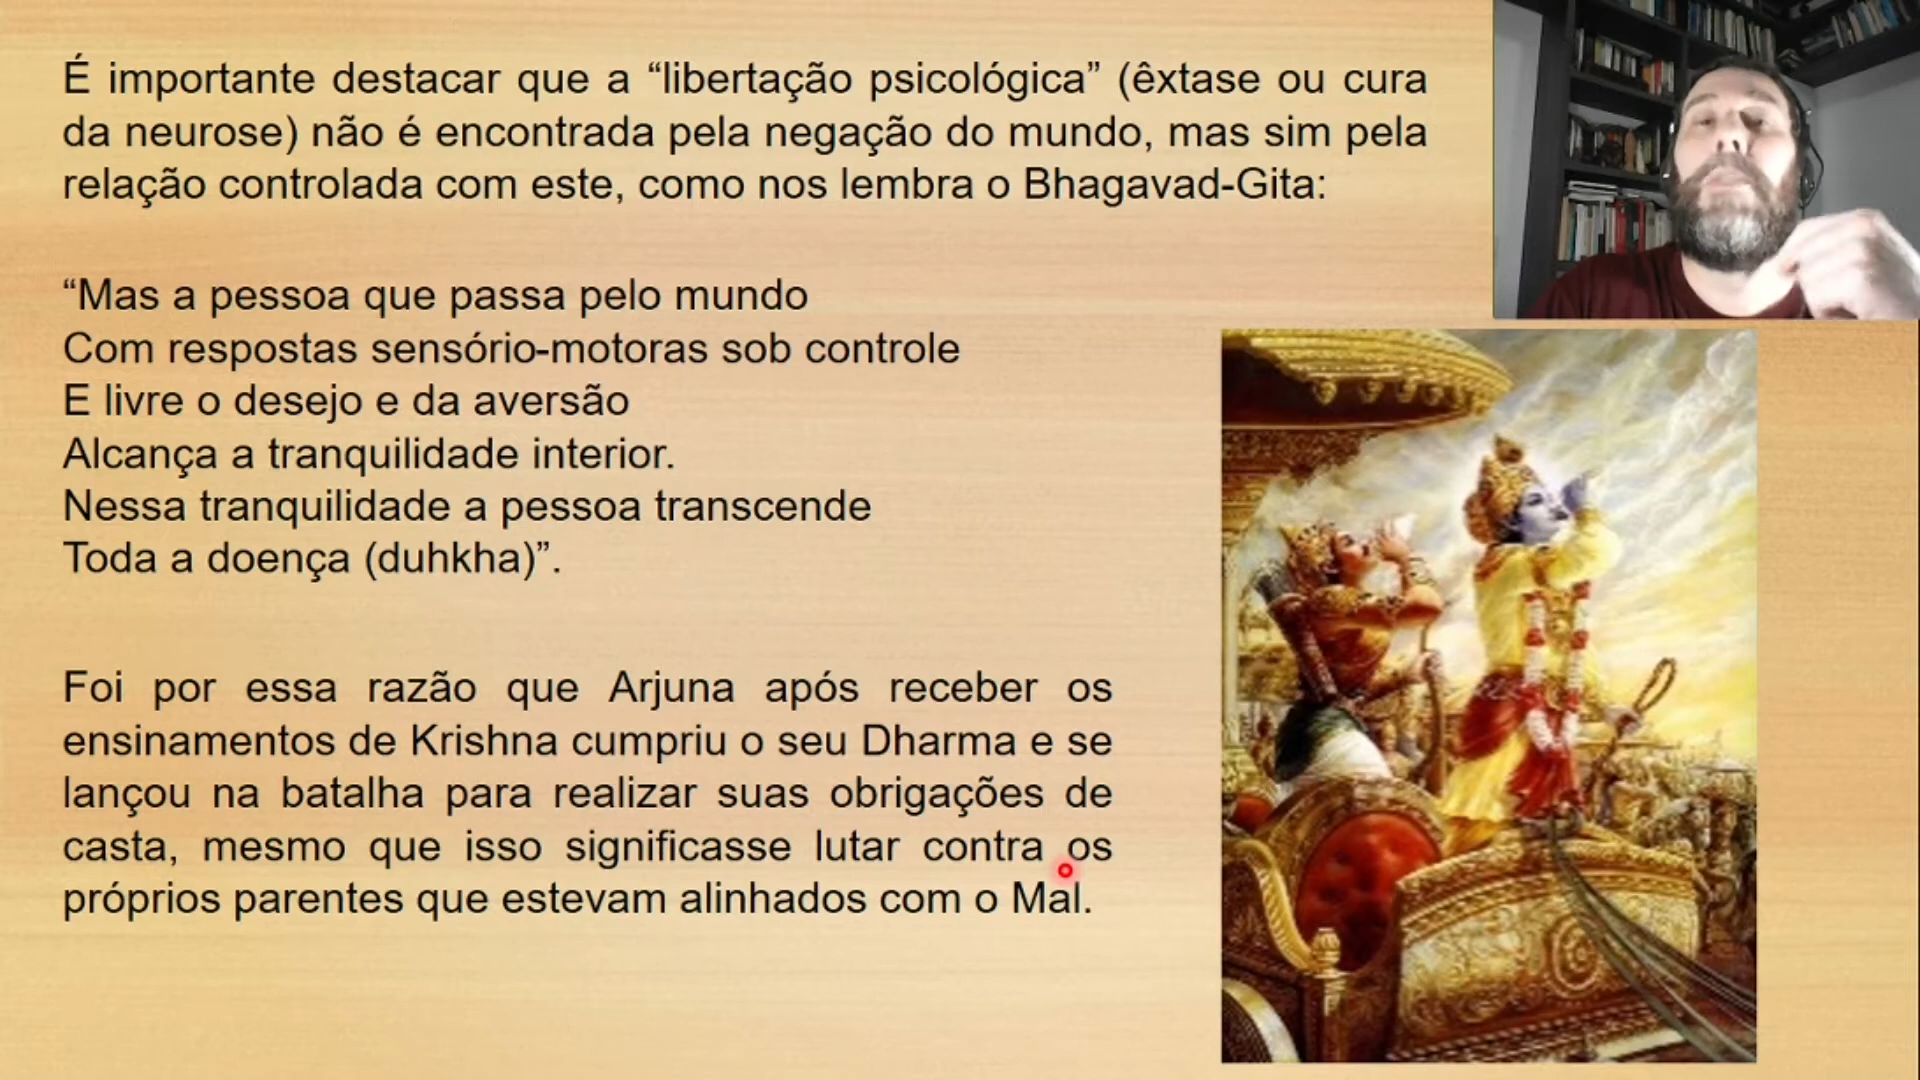 É importante destacar que a “libertação psicológica” (êxtase ou cura
da neurose) não é encontrada pela negação do mundo, mas sim pela
relação controlada com este, como nos lembra o Bhagavad-Gita:
“Mas a pessoa que passa pelo mundo
Com respostas sensório-motoras sob controle
E livre o desejo e da aversão
Alcança a tranquilidade interior.
Nessa tranquilidade a pessoa transcende
Toda a doença (duhkha)”.
Foi por essa razão que Arjuna após receber os
ensinamentos de Krishna cumpriu o seu Dharma e se
lançou na batalha para realizar suas obrigações de
casta, mesmo que isso significasse lutar contra os
próprios parentes que estevam alinhados com o Mal.